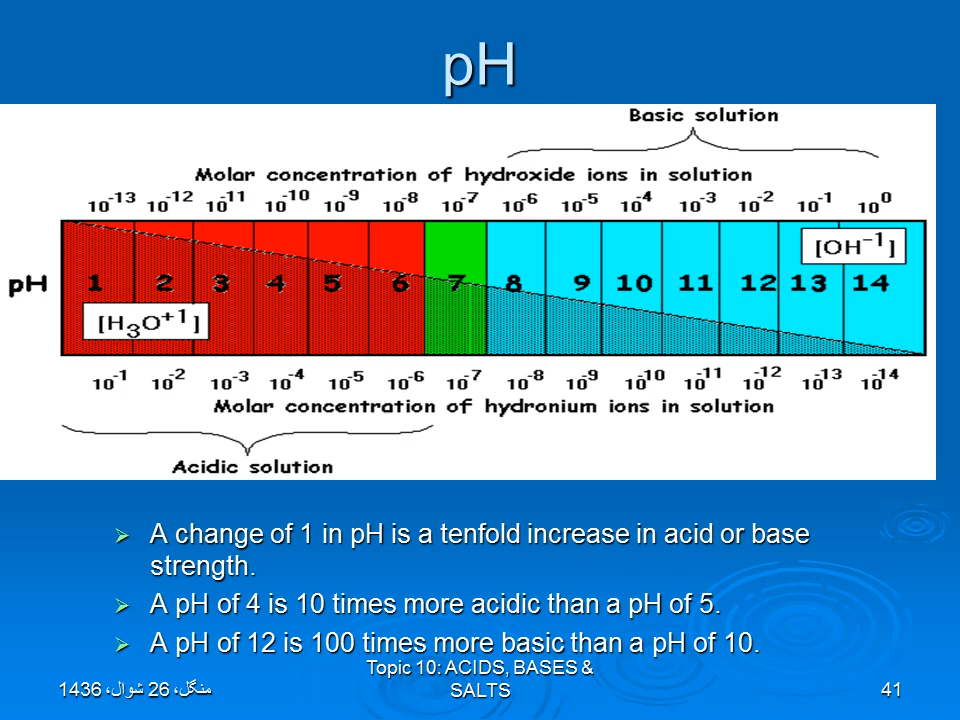 pH
Basic solution
Molar concentration of hydroxide ions in solution
10⁻¹³ 10⁻¹² 10⁻¹¹ 10⁻¹⁰ 10⁻⁹ 10⁻⁸ 10⁻⁷ 10⁻⁶ 10⁻⁵ 10⁻⁴ 10⁻³ 10⁻² 10⁻¹ 10⁰
[OH⁻¹]
pH 1 2 3 4 5 6 7 8 9 10 11 12 13 14
[H₃O⁺¹]
10⁻¹ 10⁻² 10⁻³ 10⁻⁴ 10⁻⁵ 10⁻⁶ 10⁻⁷ 10⁻⁸ 10⁻⁹ 10⁻¹⁰ 10⁻¹¹ 10⁻¹² 10⁻¹³ 10⁻¹⁴
Molar concentration of hydronium ions in solution
Acidic solution
A change of 1 in pH is a tenfold increase in acid or base
strength.
A pH of 4 is 10 times more acidic than a pH of 5.
A pH of 12 is 100 times more basic than a pH of 10.
منگل، 26 شوال، 1436
Topic 10: ACIDS, BASES &
SALTS
41